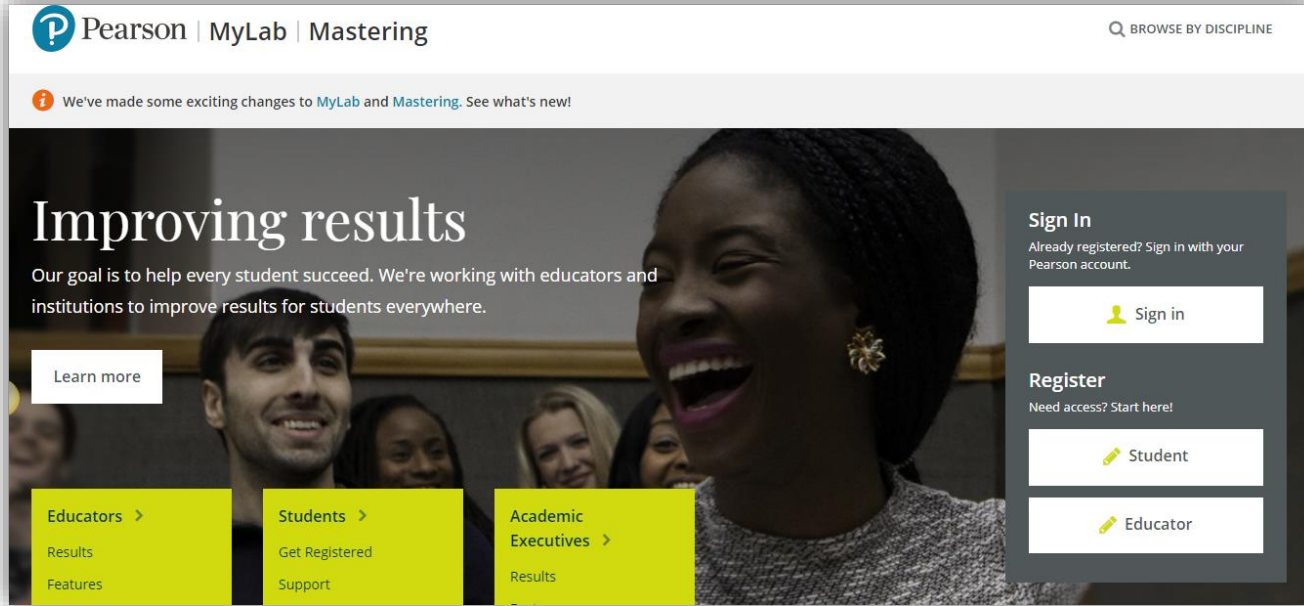 Pearson | MyLab | Mastering
BROWSE BY DISCIPLINE
We've made some exciting changes to MyLab and Mastering. See what's new!
Improving results
Our goal is to help every student succeed. We're working with educators and
institutions to improve results for students everywhere.
Learn more
Sign In
Already registered? Sign in with your
Pearson account.
Sign in
Register
Need access? Start here!
Student
Educator
Educators >
Results
Features
Students >
Get Registered
Support
Academic
Executives >
Results